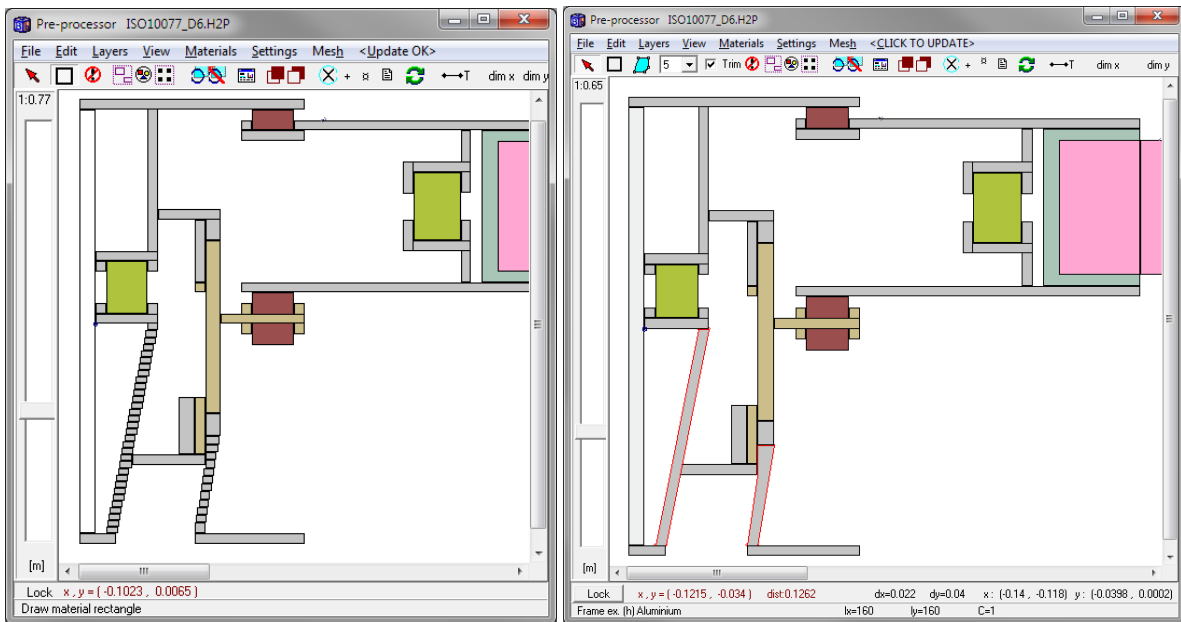 Pre-processor ISO10077_D6.H2P
File Edit Layers View Materials Settings Mesh <Update OK>
+ ¤ T dim x dim y
1:0.77
[m]
Lock x , y = ( -0.1023 , 0.0065 )
Draw material rectangle
Pre-processor ISO10077_D6.H2P
File Edit Layers View Materials Settings Mesh <CLICK TO UPDATE>
5 Trim + ¤ T dim x dim y
1:0.65
[m]
Lock x , y = ( -0.1215 , -0.034 ) dist:0.1262 dx=0.022 dy=0.04 x : (-0.14 , -0.118) y : (-0.0398 , 0.0002)
Frame ex. (h) Aluminium Ix=160 Iy=160 C=1